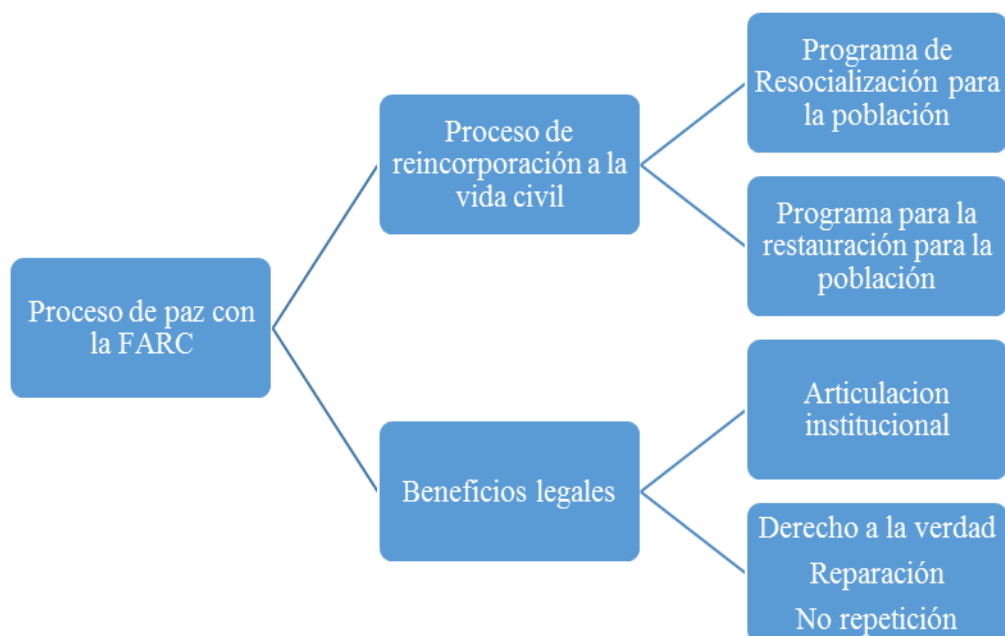 Proceso de paz con
la FARC
Proceso de
reincorporación a la
vida civil
Programa de
Resocialización para
la población
Programa para la
restauración para la
población
Beneficios legales
Articulacion
institucional
Derecho a la verdad
Reparación
No repetición